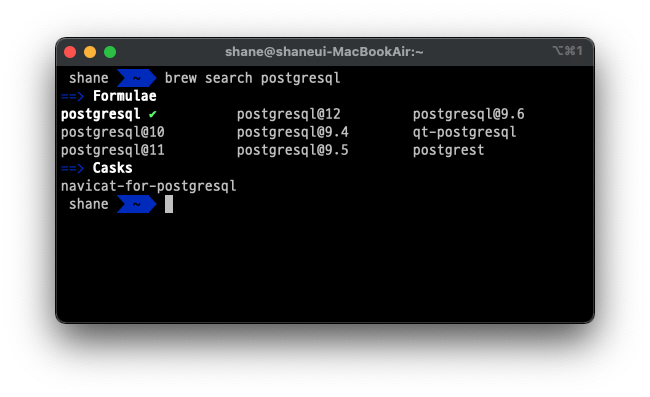 shane@shaneui-MacBookAir:~ ⌥⌘1
shane ~ brew search postgresql
==> Formulae
postgresql ✔ postgresql@12 postgresql@9.6
postgresql@10 postgresql@9.4 qt-postgresql
postgresql@11 postgresql@9.5 postgrest
==> Casks
navicat-for-postgresql
shane ~